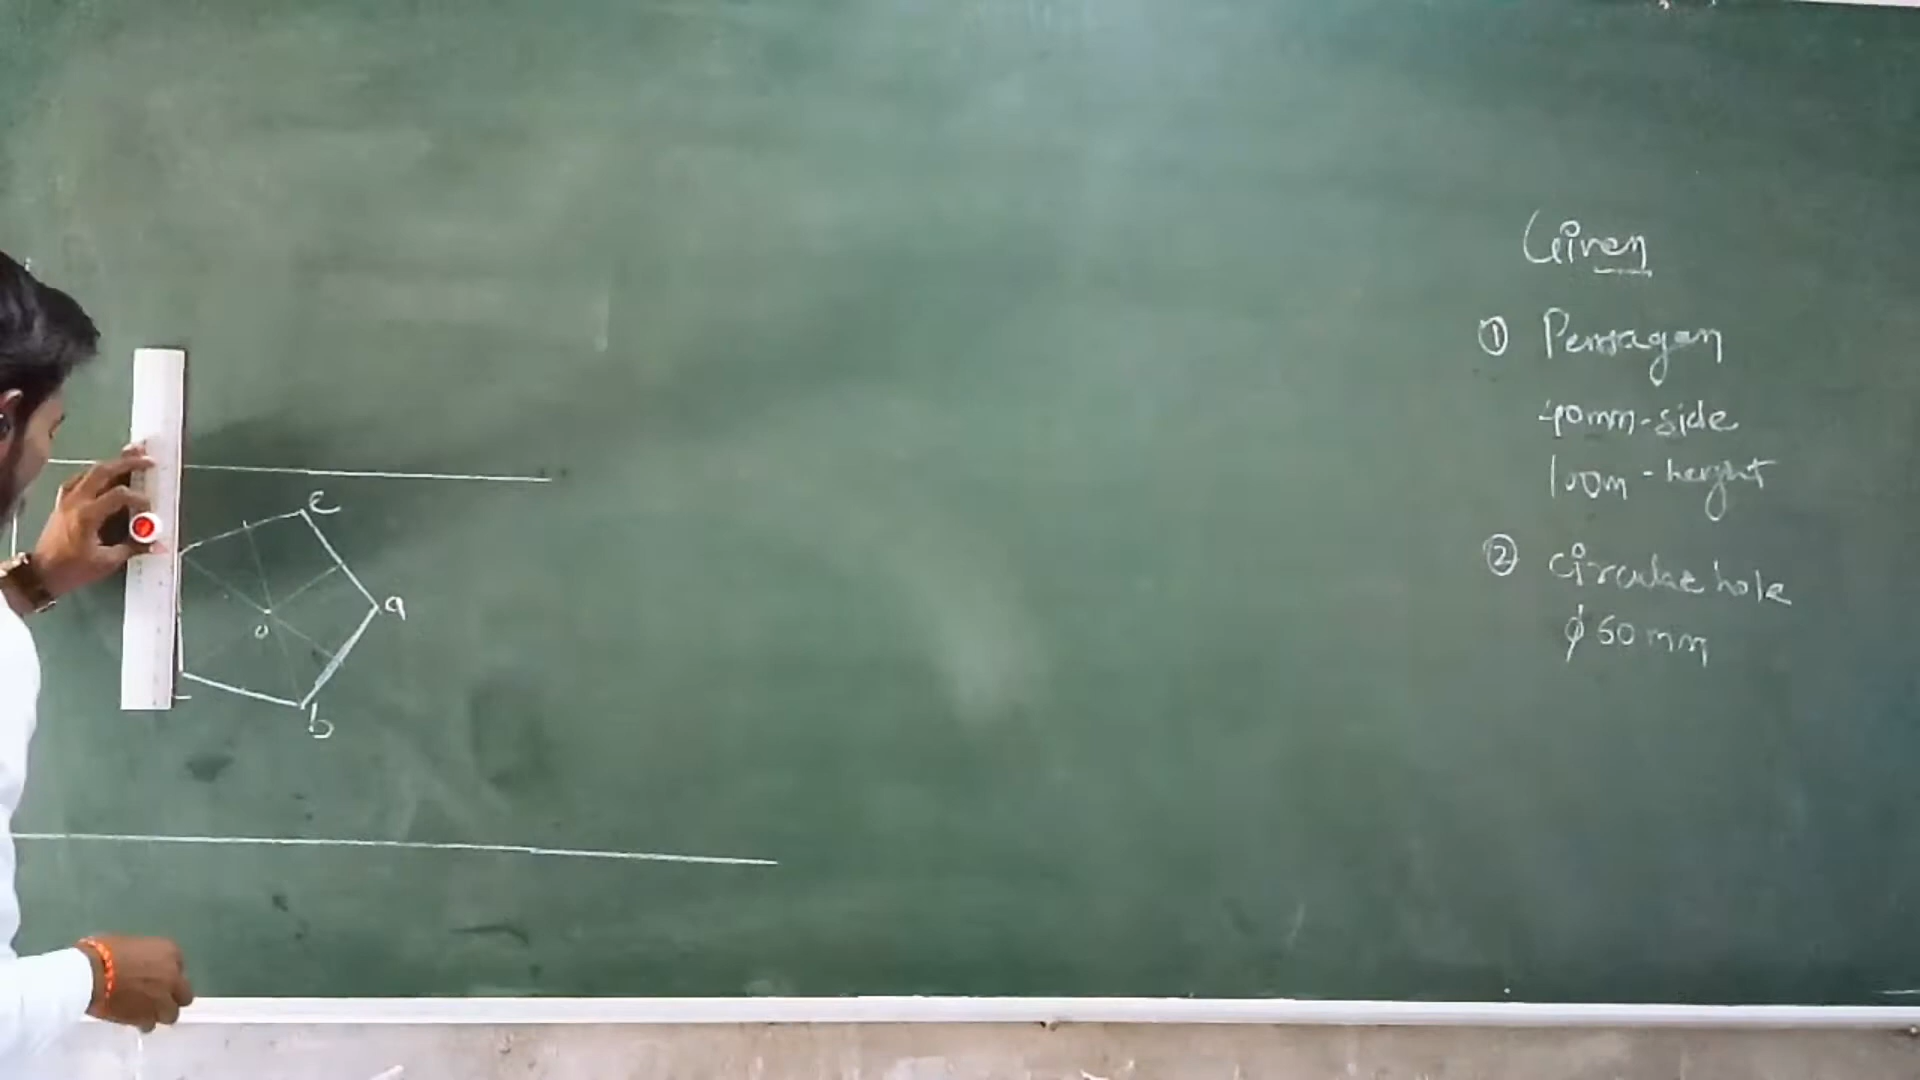 Given
① Pentagon
40mm-side
100m - height
② Circular hole
ϕ 50 mm
e
a
o
b